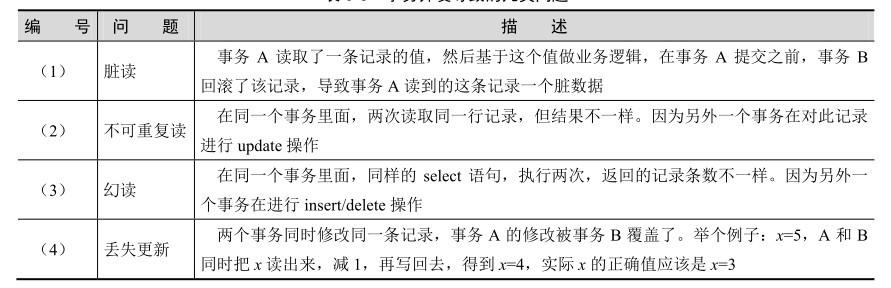 编 号 问 题 描 述
（1） 脏读 事务 A 读取了一条记录的值，然后基于这个值做业务逻辑，在事务 A 提交之前，事务 B
回滚了该记录，导致事务 A 读到的这条记录一个脏数据
（2） 不可重复读 在同一个事务里面，两次读取同一行记录，但结果不一样。因为另外一个事务在对此记录
进行 update 操作
（3） 幻读 在同一个事务里面，同样的 select 语句，执行两次，返回的记录条数不一样。因为另外一
个事务在进行 insert/delete 操作
（4） 丢失更新 两个事务同时修改同一条记录，事务 A 的修改被事务 B 覆盖了。举个例子：x=5，A 和 B
同时把 x 读出来，减 1，再写回去，得到 x=4，实际 x 的正确值应该是 x=3